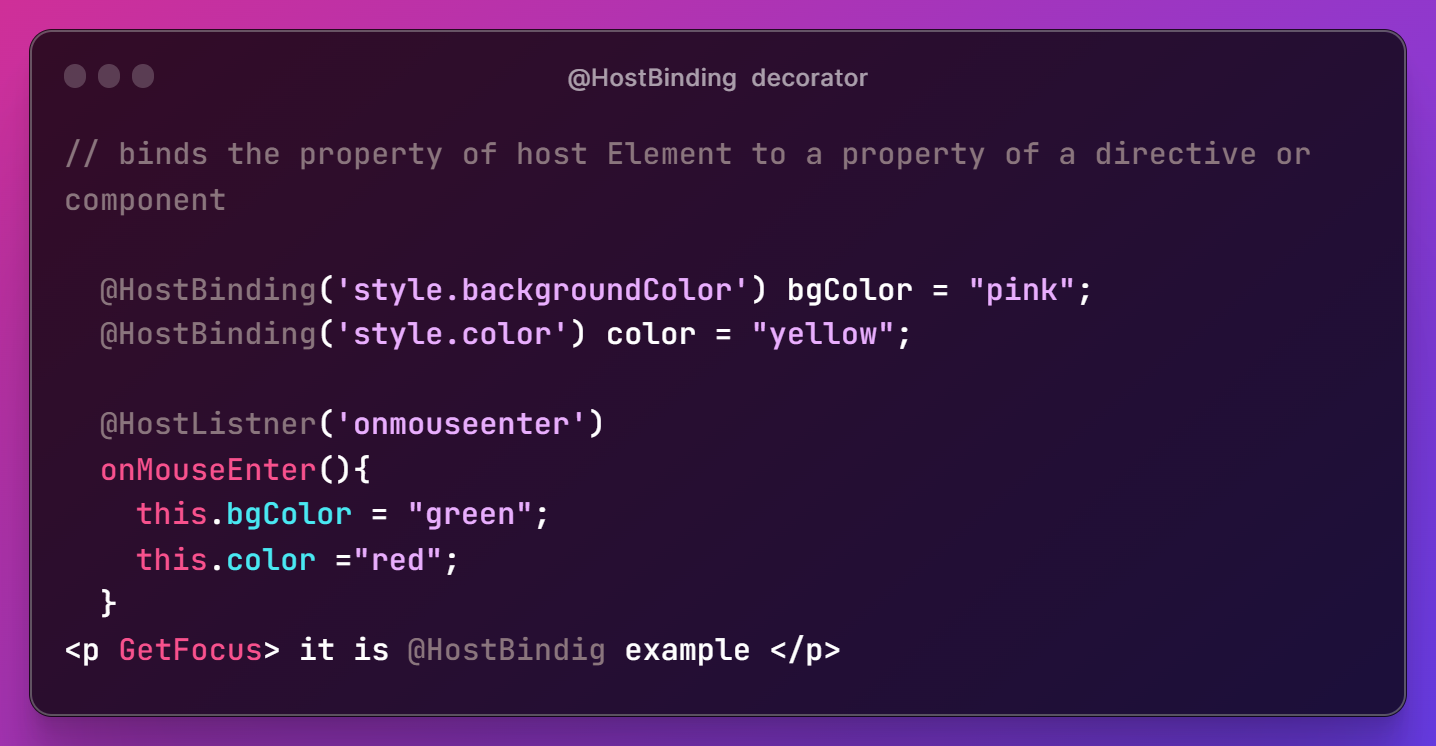 @HostBinding decorator
// binds the property of host Element to a property of a directive or
component
@HostBinding('style.backgroundColor') bgColor = "pink";
@HostBinding('style.color') color = "yellow";
@HostListner('onmouseenter')
onMouseEnter(){
this.bgColor = "green";
this.color ="red";
}
<p GetFocus> it is @HostBindig example </p>